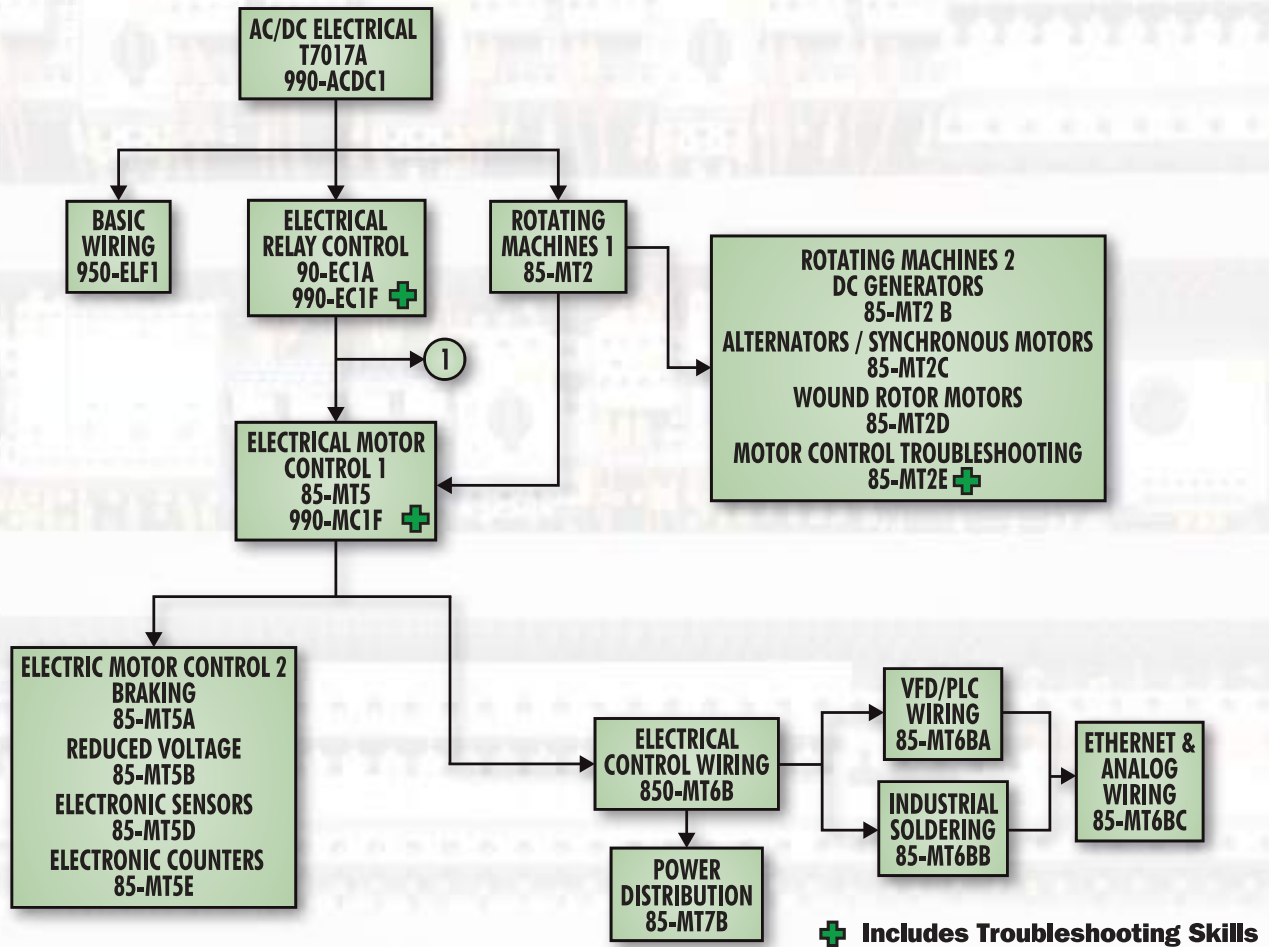 AC/DC ELECTRICAL
T7017A
990-ACDC1
BASIC
WIRING
950-ELF1
ELECTRICAL
RELAY CONTROL
90-EC1A
990-EC1F
ROTATING
MACHINES 1
85-MT2
ROTATING MACHINES 2
DC GENERATORS
85-MT2 B
ALTERNATORS / SYNCHRONOUS MOTORS
85-MT2C
WOUND ROTOR MOTORS
85-MT2D
MOTOR CONTROL TROUBLESHOOTING
85-MT2E
1
ELECTRICAL MOTOR
CONTROL 1
85-MT5
990-MC1F
ELECTRIC MOTOR CONTROL 2
BRAKING
85-MT5A
REDUCED VOLTAGE
85-MT5B
ELECTRONIC SENSORS
85-MT5D
ELECTRONIC COUNTERS
85-MT5E
ELECTRICAL
CONTROL WIRING
850-MT6B
POWER
DISTRIBUTION
85-MT7B
VFD/PLC
WIRING
85-MT6BA
INDUSTRIAL
SOLDERING
85-MT6BB
ETHERNET &
ANALOG
WIRING
85-MT6BC
Includes Troubleshooting Skills